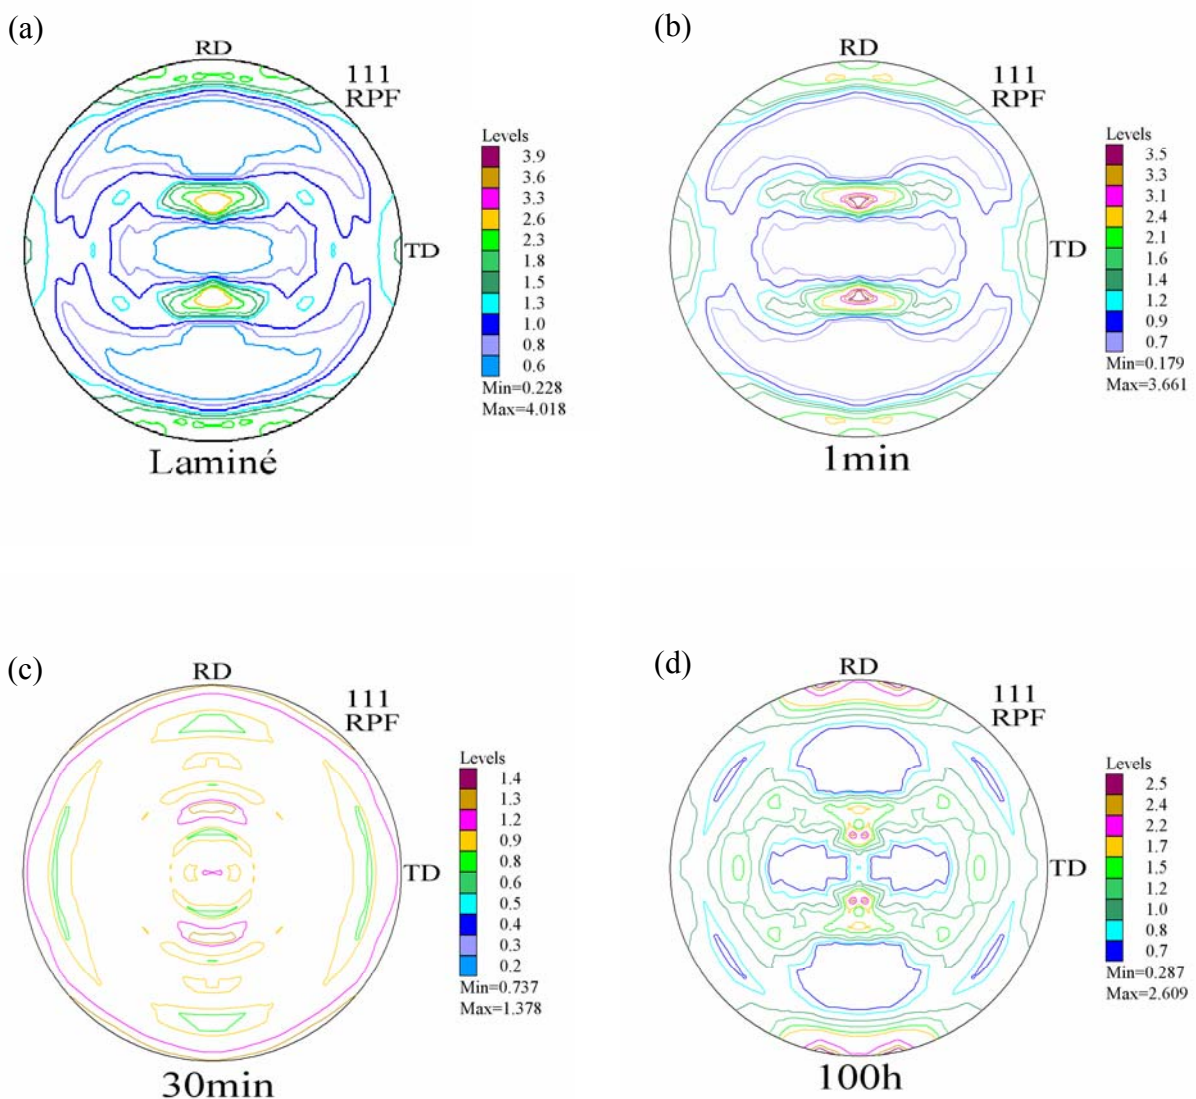 (a)
RD
111
RPF
TD
Levels
3.9
3.6
3.3
2.6
2.3
1.8
1.5
1.3
1.0
0.8
0.6
Min=0.228
Max=4.018
Laminé
(b)
RD
111
RPF
TD
Levels
3.5
3.3
3.1
2.4
2.1
1.6
1.4
1.2
0.9
0.7
Min=0.179
Max=3.661
1min
(c)
RD
111
RPF
TD
Levels
1.4
1.3
1.2
0.9
0.8
0.6
0.5
0.4
0.3
0.2
Min=0.737
Max=1.378
30min
(d)
RD
111
RPF
TD
Levels
2.5
2.4
2.2
1.7
1.5
1.2
1.0
0.8
0.7
Min=0.287
Max=2.609
100h